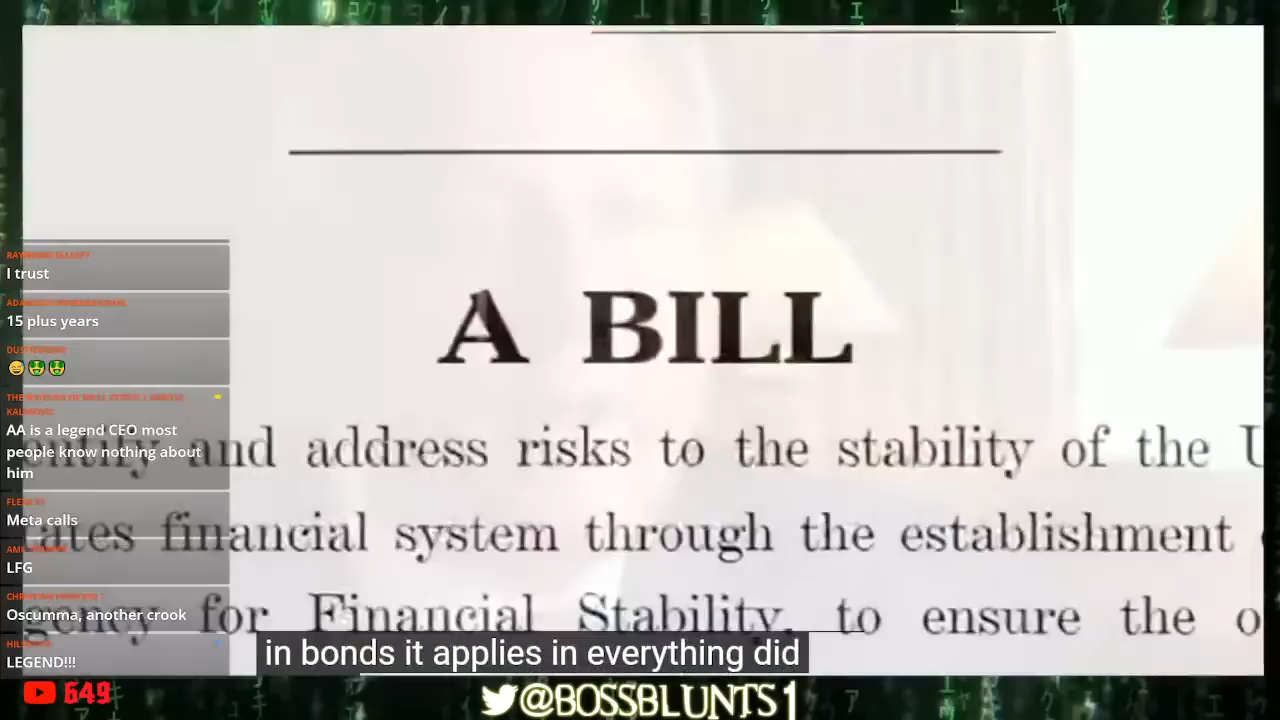 I trust
15 plus years
AA is a legend CEO most
people know nothing about
him
Meta calls
LFG
Oscumma, another crook
LEGEND!!!
A BILL
and address risks to the stability of the U
ates financial system through the establishment
gency for Financial Stability, to ensure the o
in bonds it applies in everything did
649
@BOSSBLUNTS1